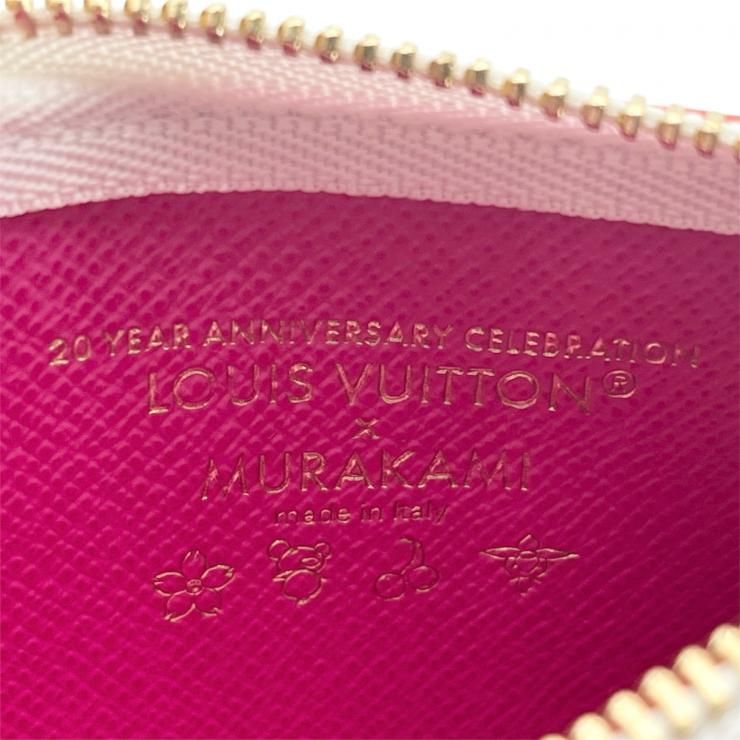 20 YEAR ANNIVERSARY CELEBRATION
LOUIS VUITTON®
x
MURAKAMI
made in Italy